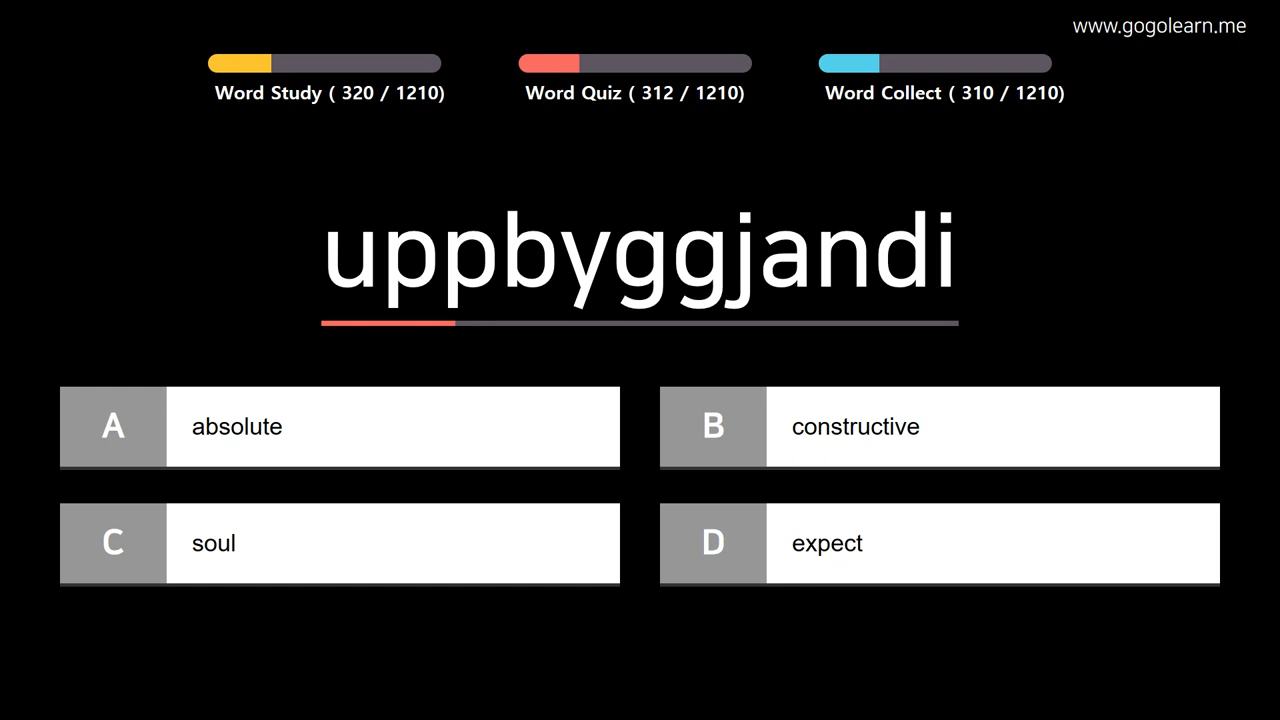 www.gogolearn.me
Word Study ( 320 / 1210)
Word Quiz ( 312 / 1210)
Word Collect ( 310 / 1210)
uppbyggjandi
A absolute
B constructive
C soul
D expect